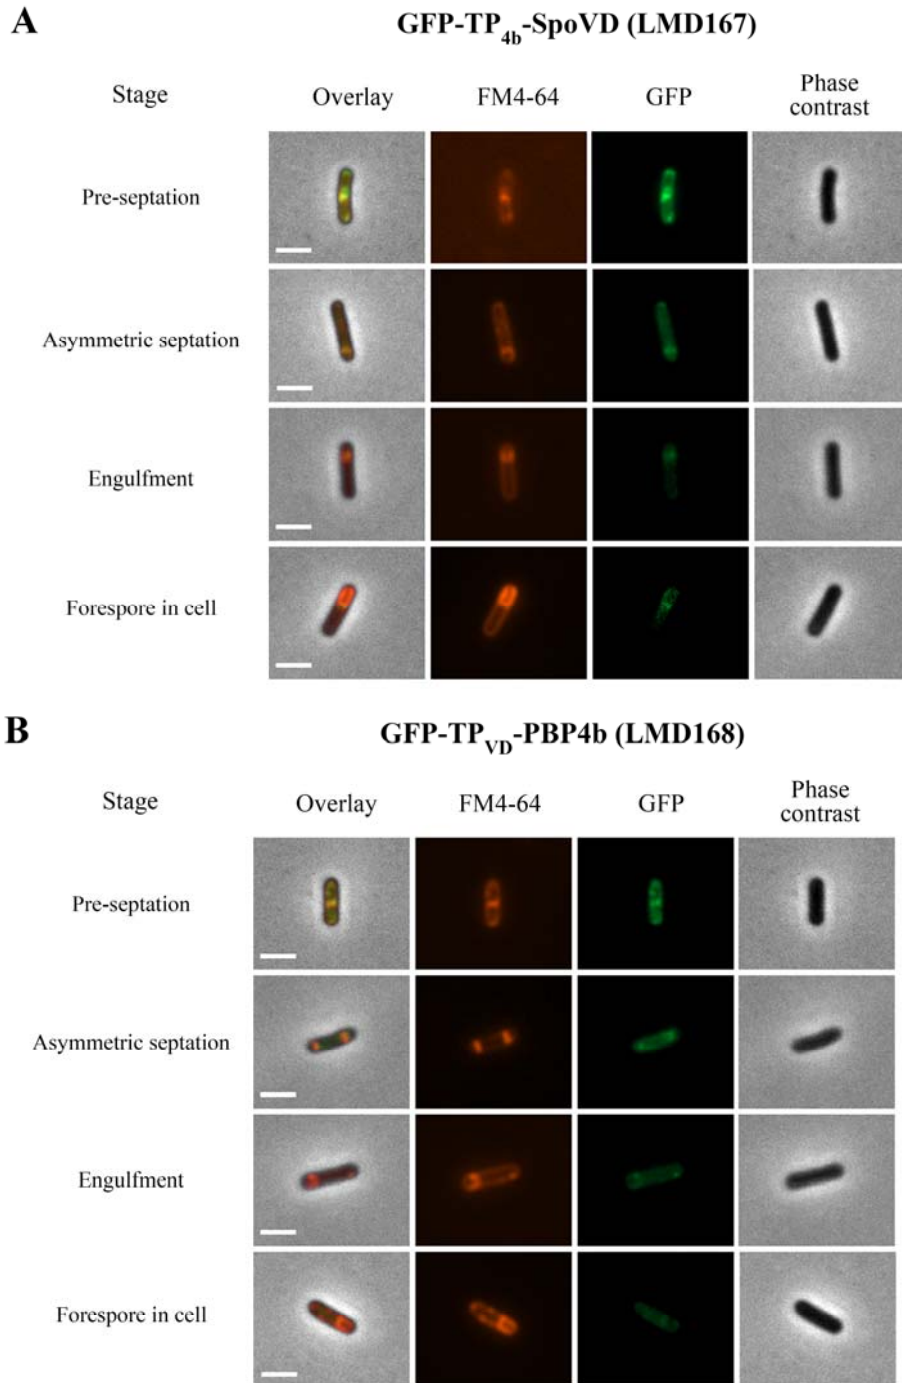 A
GFP-TP4b-SpoVD (LMD167)
Stage Overlay FM4-64 GFP Phase contrast
Pre-septation
Asymmetric septation
Engulfment
Forespore in cell
B
GFP-TPVD-PBP4b (LMD168)
Stage Overlay FM4-64 GFP Phase contrast
Pre-septation
Asymmetric septation
Engulfment
Forespore in cell